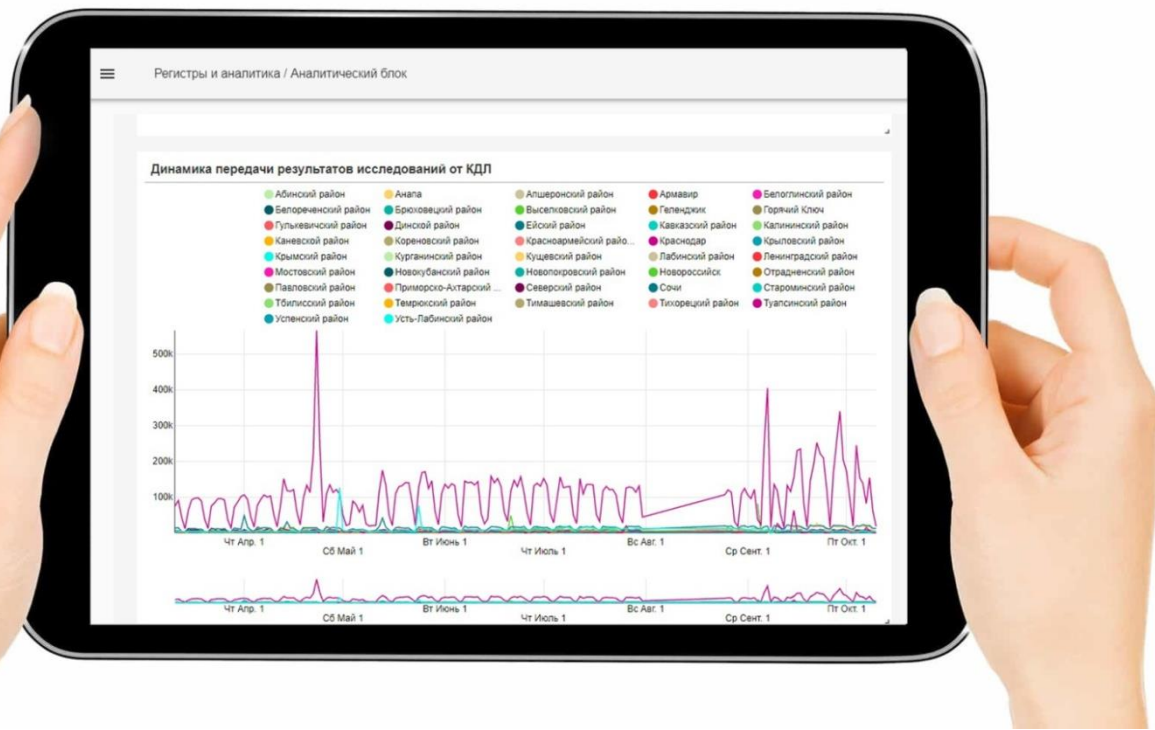 Регистры и аналитика / Аналитический блок
Динамика передачи результатов исследований от КДЛ
Абинский район Анапа Апшеронский район Армавир Белоглинский район
Белореченский район Брюховецкий район Выселковский район Геленджик Горячий Ключ
Гулькевичский район Динской район Ейский район Кавказский район Калининский район
Каневской район Кореновский район Красноармейский райо... Краснодар Крыловский район
Крымский район Курганинский район Кущевский район Лабинский район Ленинградский район
Мостовский район Новокубанский район Новопокровский район Новороссийск Отрадненский район
Павловский район Приморско-Ахтарский ... Северский район Сочи Староминский район
Тбилисский район Темрюкский район Тимашевский район Тихорецкий район Туапсинский район
Успенский район Усть-Лабинский район
500k
400k
300k
200k
100k
Чт Апр. 1 Сб Май 1 Вт Июнь 1 Чт Июль 1 Вс Авг. 1 Ср Сент. 1 Пт Окт. 1
Чт Апр. 1 Сб Май 1 Вт Июнь 1 Чт Июль 1 Вс Авг. 1 Ср Сент. 1 Пт Окт. 1